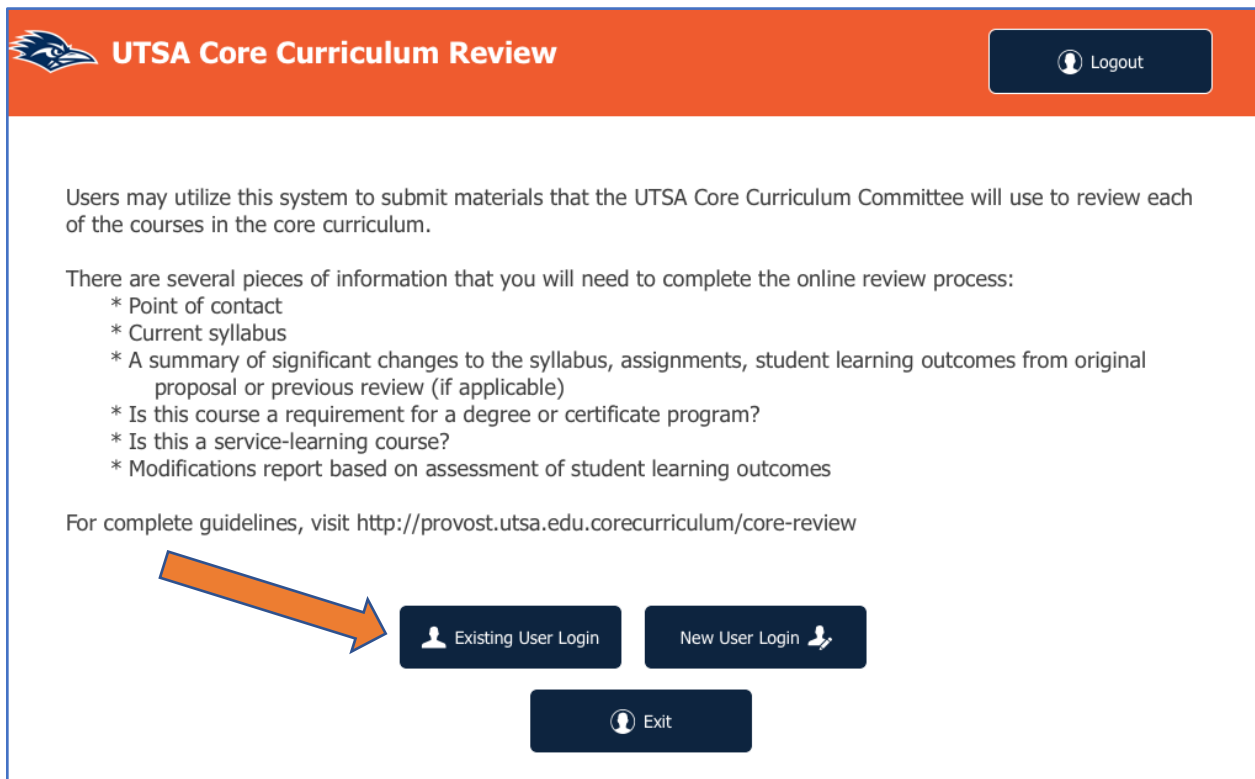 UTSA Core Curriculum Review
Logout
Users may utilize this system to submit materials that the UTSA Core Curriculum Committee will use to review each
of the courses in the core curriculum.
There are several pieces of information that you will need to complete the online review process:
* Point of contact
* Current syllabus
* A summary of significant changes to the syllabus, assignments, student learning outcomes from original
proposal or previous review (if applicable)
* Is this course a requirement for a degree or certificate program?
* Is this a service-learning course?
* Modifications report based on assessment of student learning outcomes
For complete guidelines, visit http://provost.utsa.edu.corecurriculum/core-review
Existing User Login
New User Login
Exit